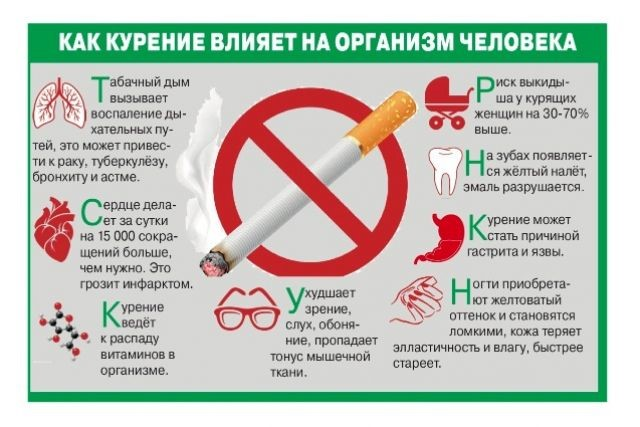 КАК КУРЕНИЕ ВЛИЯЕТ НА ОРГАНИЗМ ЧЕЛОВЕКА
Табачный дым
вызывает
воспаление ды-
хательных пу-
тей, это может привес-
ти к раку, туберкулёзу,
бронхиту и астме.
Сердце дела-
ет за сутки
на 15 000 сокра-
щений больше,
чем нужно. Это
грозит инфарктом.
Курение
ведёт
к распаду
витаминов в
организме.
Ухудшает
зрение,
слух, обоня-
ние, пропадает
тонус мышечной
ткани.
Риск выкиды-
ша у курящих
женщин на 30-70%
выше.
На зубах появляет-
ся жёлтый налёт,
эмаль разрушается.
Курение может
стать причиной
гастрита и язвы.
Ногти приобрета-
ют желтоватый
оттенок и становятся
ломкими, кожа теряет
элластичность и влагу, быстрее
стареет.